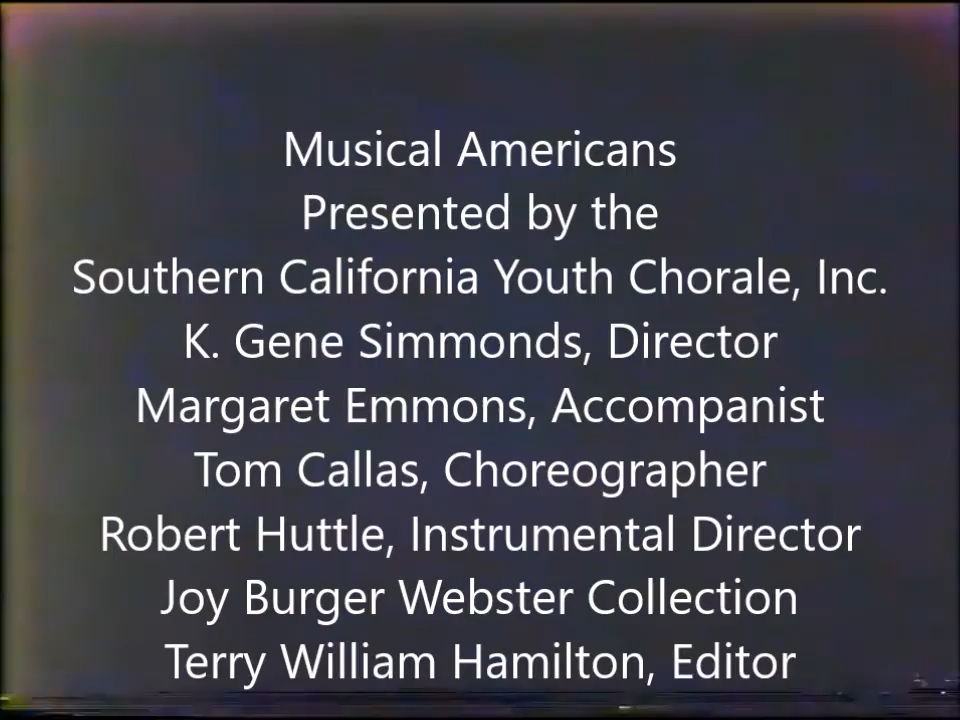 Musical Americans
Presented by the
Southern California Youth Chorale, Inc.
K. Gene Simmonds, Director
Margaret Emmons, Accompanist
Tom Callas, Choreographer
Robert Huttle, Instrumental Director
Joy Burger Webster Collection
Terry William Hamilton, Editor